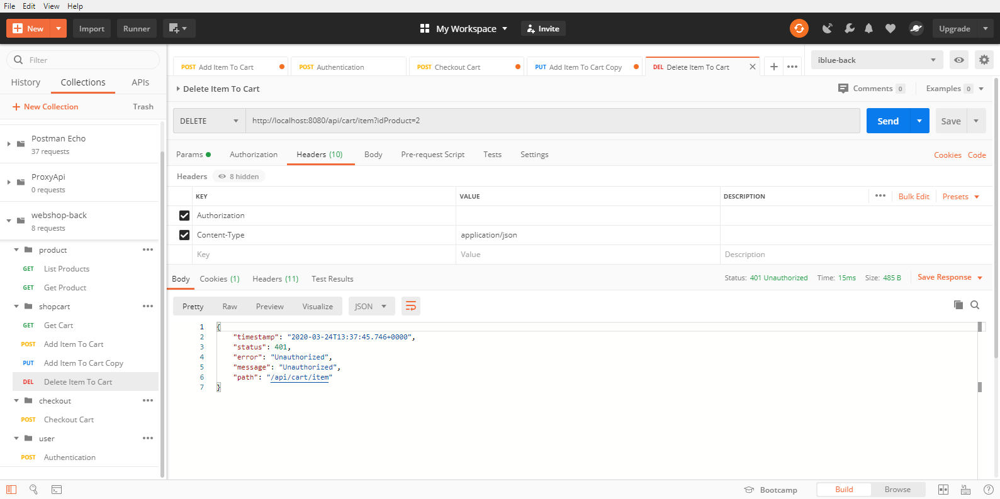 File Edit View Help
New Import Runner My Workspace Invite Upgrade
Filter
History Collections APIs
New Collection Trash
Postman Echo
37 requests
ProxyApi
0 requests
webshop-back
8 requests
product
GET List Products
GET Get Product
shopcart
GET Get Cart
POST Add Item To Cart
PUT Add Item To Cart Copy
DEL Delete Item To Cart
checkout
POST Checkout Cart
user
POST Authentication
POST Add Item To Cart POST Authentication POST Checkout Cart PUT Add Item To Cart Copy DEL Delete Item To Cart
iblue-back
Delete Item To Cart Comments 0 Examples 0
DELETE http://localhost:8080/api/cart/item?idProduct=2 Send Save
Params Authorization Headers (10) Body Pre-request Script Tests Settings Cookies Code
Headers 8 hidden
KEY VALUE DESCRIPTION Bulk Edit Presets
Authorization
Content-Type application/json
Key Value Description
Body Cookies (1) Headers (11) Test Results Status: 401 Unauthorized Time: 15ms Size: 485 B Save Response
Pretty Raw Preview Visualize JSON
1 {
2 "timestamp": "2020-03-24T13:37:45.746+0000",
3 "status": 401,
4 "error": "Unauthorized",
5 "message": "Unauthorized",
6 "path": "/api/cart/item"
7 }
Bootcamp Build Browse